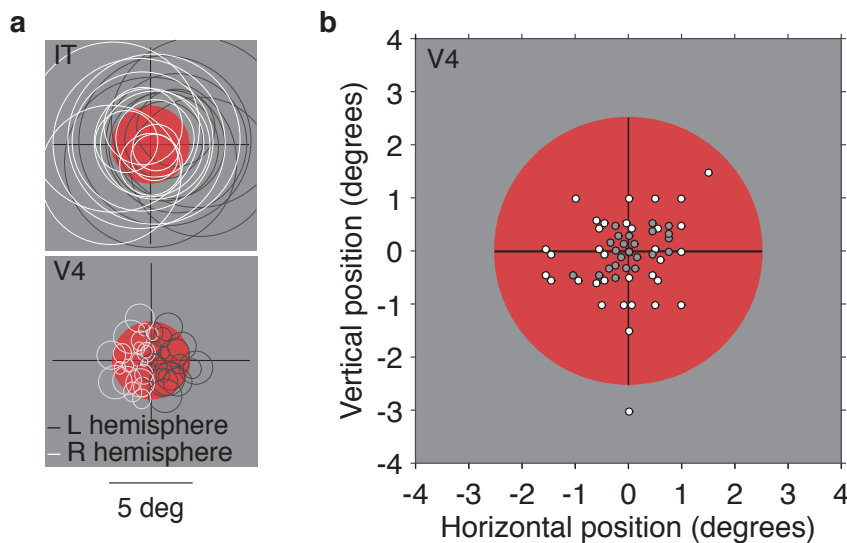 a
IT
V4
L hemisphere
R hemisphere
5 deg
b
V4
Vertical position (degrees)
4
3
2
1
0
-1
-2
-3
-4
-4 -3 -2 -1 0 1 2 3 4
Horizontal position (degrees)